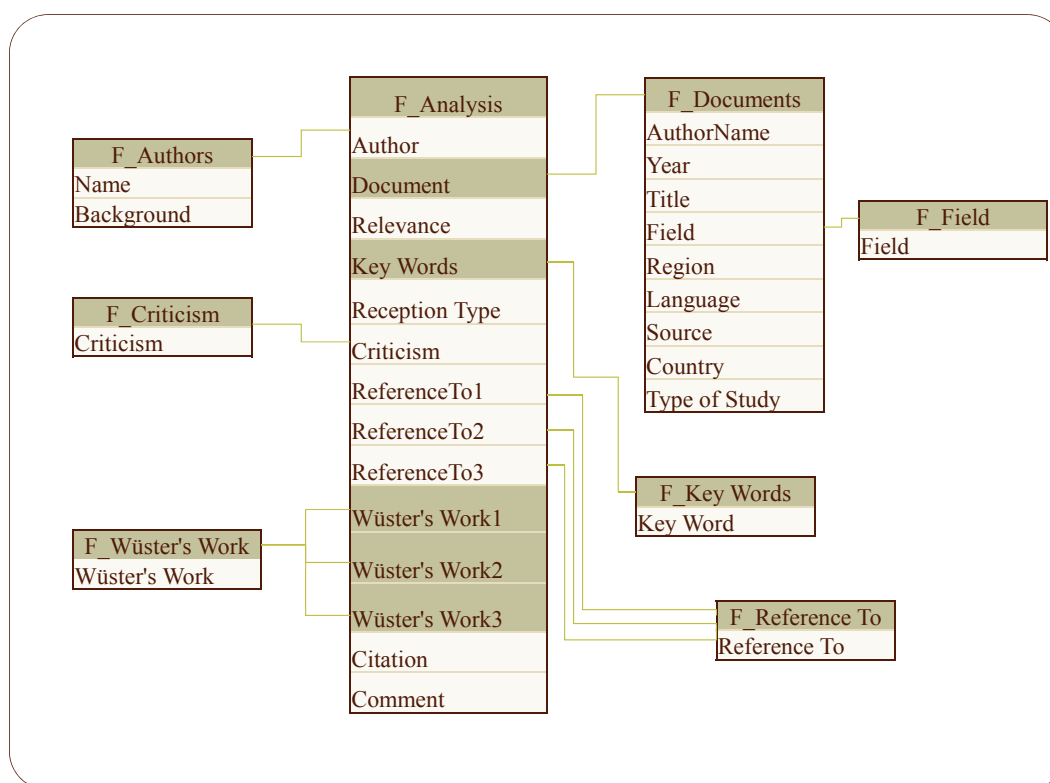 F_Authors
Name
Background
F_Criticism
Criticism
F_Wüster's Work
Wüster's Work
F_Analysis
Author
Document
Relevance
Key Words
Reception Type
Criticism
ReferenceTo1
ReferenceTo2
ReferenceTo3
Wüster's Work1
Wüster's Work2
Wüster's Work3
Citation
Comment
F_Documents
AuthorName
Year
Title
Field
Region
Language
Source
Country
Type of Study
F_Key Words
Key Word
F_Reference To
Reference To
F_Field
Field